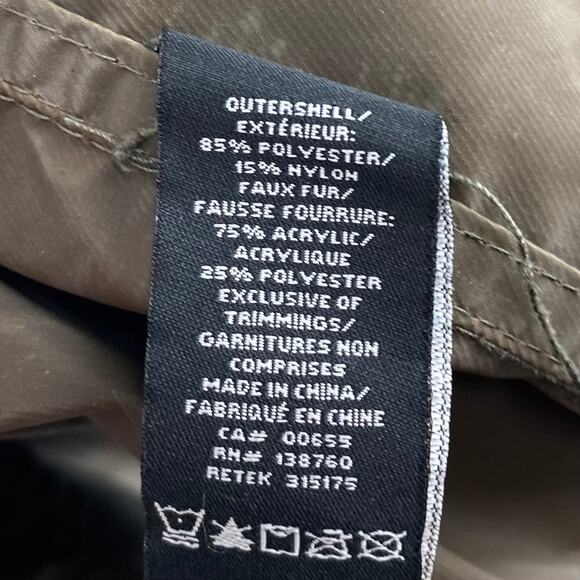 OUTERSHELL/
EXTÉRIEUR:
85% POLYESTER/
15% NYLON
FAUX FUR/
FAUSSE FOURRURE:
75% ACRYLIC/
ACRYLIQUE
25% POLYESTER
EXCLUSIVE OF
TRIMMINGS/
GARNITURES NON
COMPRISES
MADE IN CHINA/
FABRIQUÉ EN CHINE
CA# 00655
RN# 138760
RETEK 315175